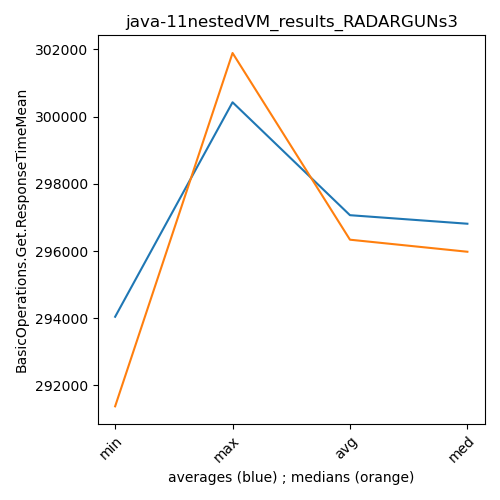 java-11nestedVM_results_RADARGUNs3
BasicOperations.Get.ResponseTimeMean
302000
300000
298000
296000
294000
292000
min
max
avg
med
averages (blue) ; medians (orange)